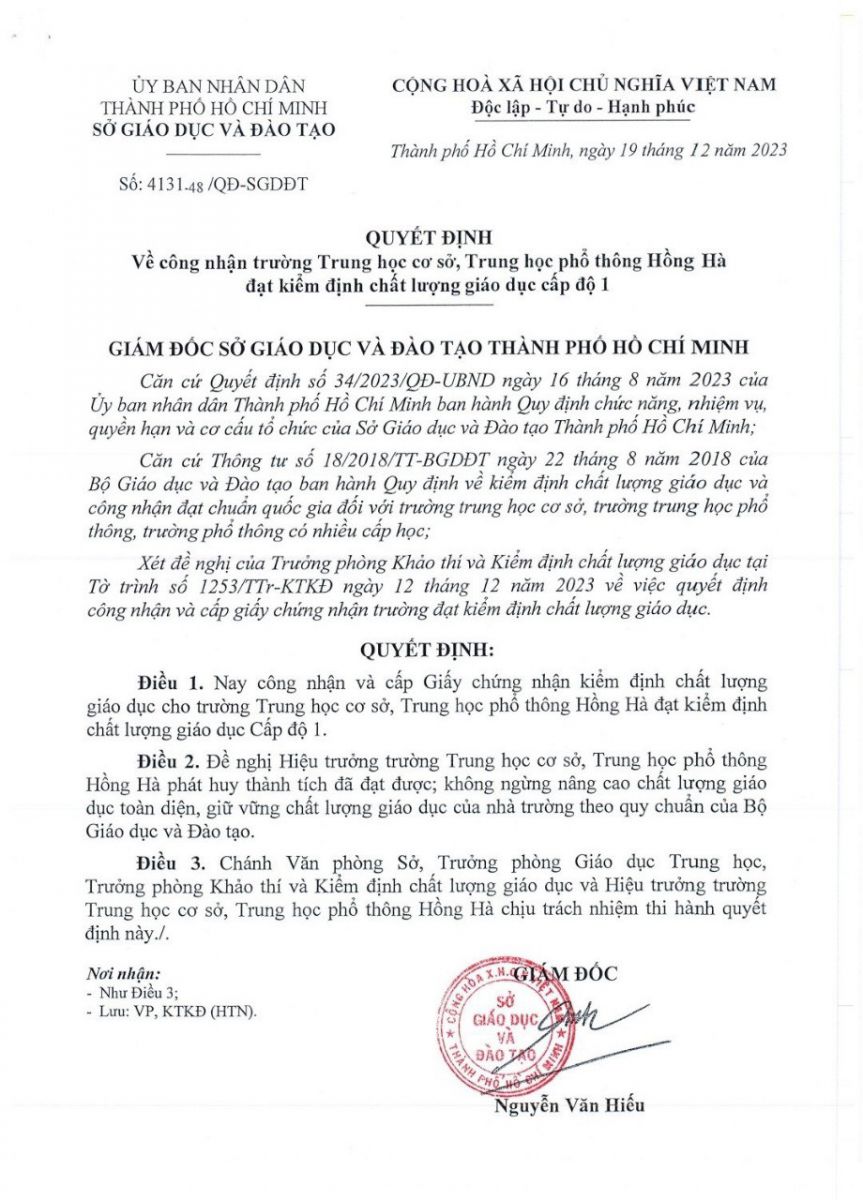 ỦY BAN NHÂN DÂN
THÀNH PHỐ HỒ CHÍ MINH
SỞ GIÁO DỤC VÀ ĐÀO TẠO
Số: 4131.48 /QĐ-SGDĐT
CỘNG HOÀ XÃ HỘI CHỦ NGHĨA VIỆT NAM
Độc lập - Tự do - Hạnh phúc
Thành phố Hồ Chí Minh, ngày 19 tháng 12 năm 2023
QUYẾT ĐỊNH
Về công nhận trường Trung học cơ sở, Trung học phổ thông Hồng Hà
đạt kiểm định chất lượng giáo dục cấp độ 1
GIÁM ĐỐC SỞ GIÁO DỤC VÀ ĐÀO TẠO THÀNH PHỐ HỒ CHÍ MINH
Căn cứ Quyết định số 34/2023/QĐ-UBND ngày 16 tháng 8 năm 2023 của
Ủy ban nhân dân Thành phố Hồ Chí Minh ban hành Quy định chức năng, nhiệm vụ,
quyền hạn và cơ cấu tổ chức của Sở Giáo dục và Đào tạo Thành phố Hồ Chí Minh;
Căn cứ Thông tư số 18/2018/TT-BGDĐT ngày 22 tháng 8 năm 2018 của
Bộ Giáo dục và Đào tạo ban hành Quy định về kiểm định chất lượng giáo dục và
công nhận đạt chuẩn quốc gia đối với trường trung học cơ sở, trường trung học phổ
thông, trường phổ thông có nhiều cấp học;
Xét đề nghị của Trưởng phòng Khảo thí và Kiểm định chất lượng giáo dục tại
Tờ trình số 1253/TTr-KTKĐ ngày 12 tháng 12 năm 2023 về việc quyết định
công nhận và cấp giấy chứng nhận trường đạt kiểm định chất lượng giáo dục.
QUYẾT ĐỊNH:
Điều 1. Nay công nhận và cấp Giấy chứng nhận kiểm định chất lượng
giáo dục cho trường Trung học cơ sở, Trung học phổ thông Hồng Hà đạt kiểm định
chất lượng giáo dục Cấp độ 1.
Điều 2. Đề nghị Hiệu trưởng trường Trung học cơ sở, Trung học phổ thông
Hồng Hà phát huy thành tích đã đạt được; không ngừng nâng cao chất lượng giáo
dục toàn diện, giữ vững chất lượng giáo dục của nhà trường theo quy chuẩn của Bộ
Giáo dục và Đào tạo.
Điều 3. Chánh Văn phòng Sở, Trưởng phòng Giáo dục Trung học,
Trưởng phòng Khảo thí và Kiểm định chất lượng giáo dục và Hiệu trưởng trường
Trung học cơ sở, Trung học phổ thông Hồng Hà chịu trách nhiệm thi hành quyết
định này./.
Nơi nhận:
- Như Điều 3;
- Lưu: VP, KTKĐ (HTN).
GIÁM ĐỐC
CỘNG HÒA X.H.C.N VIỆT NAM
SỞ
GIÁO DỤC
VÀ
ĐÀO TẠO
THÀNH PHỐ HỒ CHÍ MINH
Nguyễn Văn Hiếu